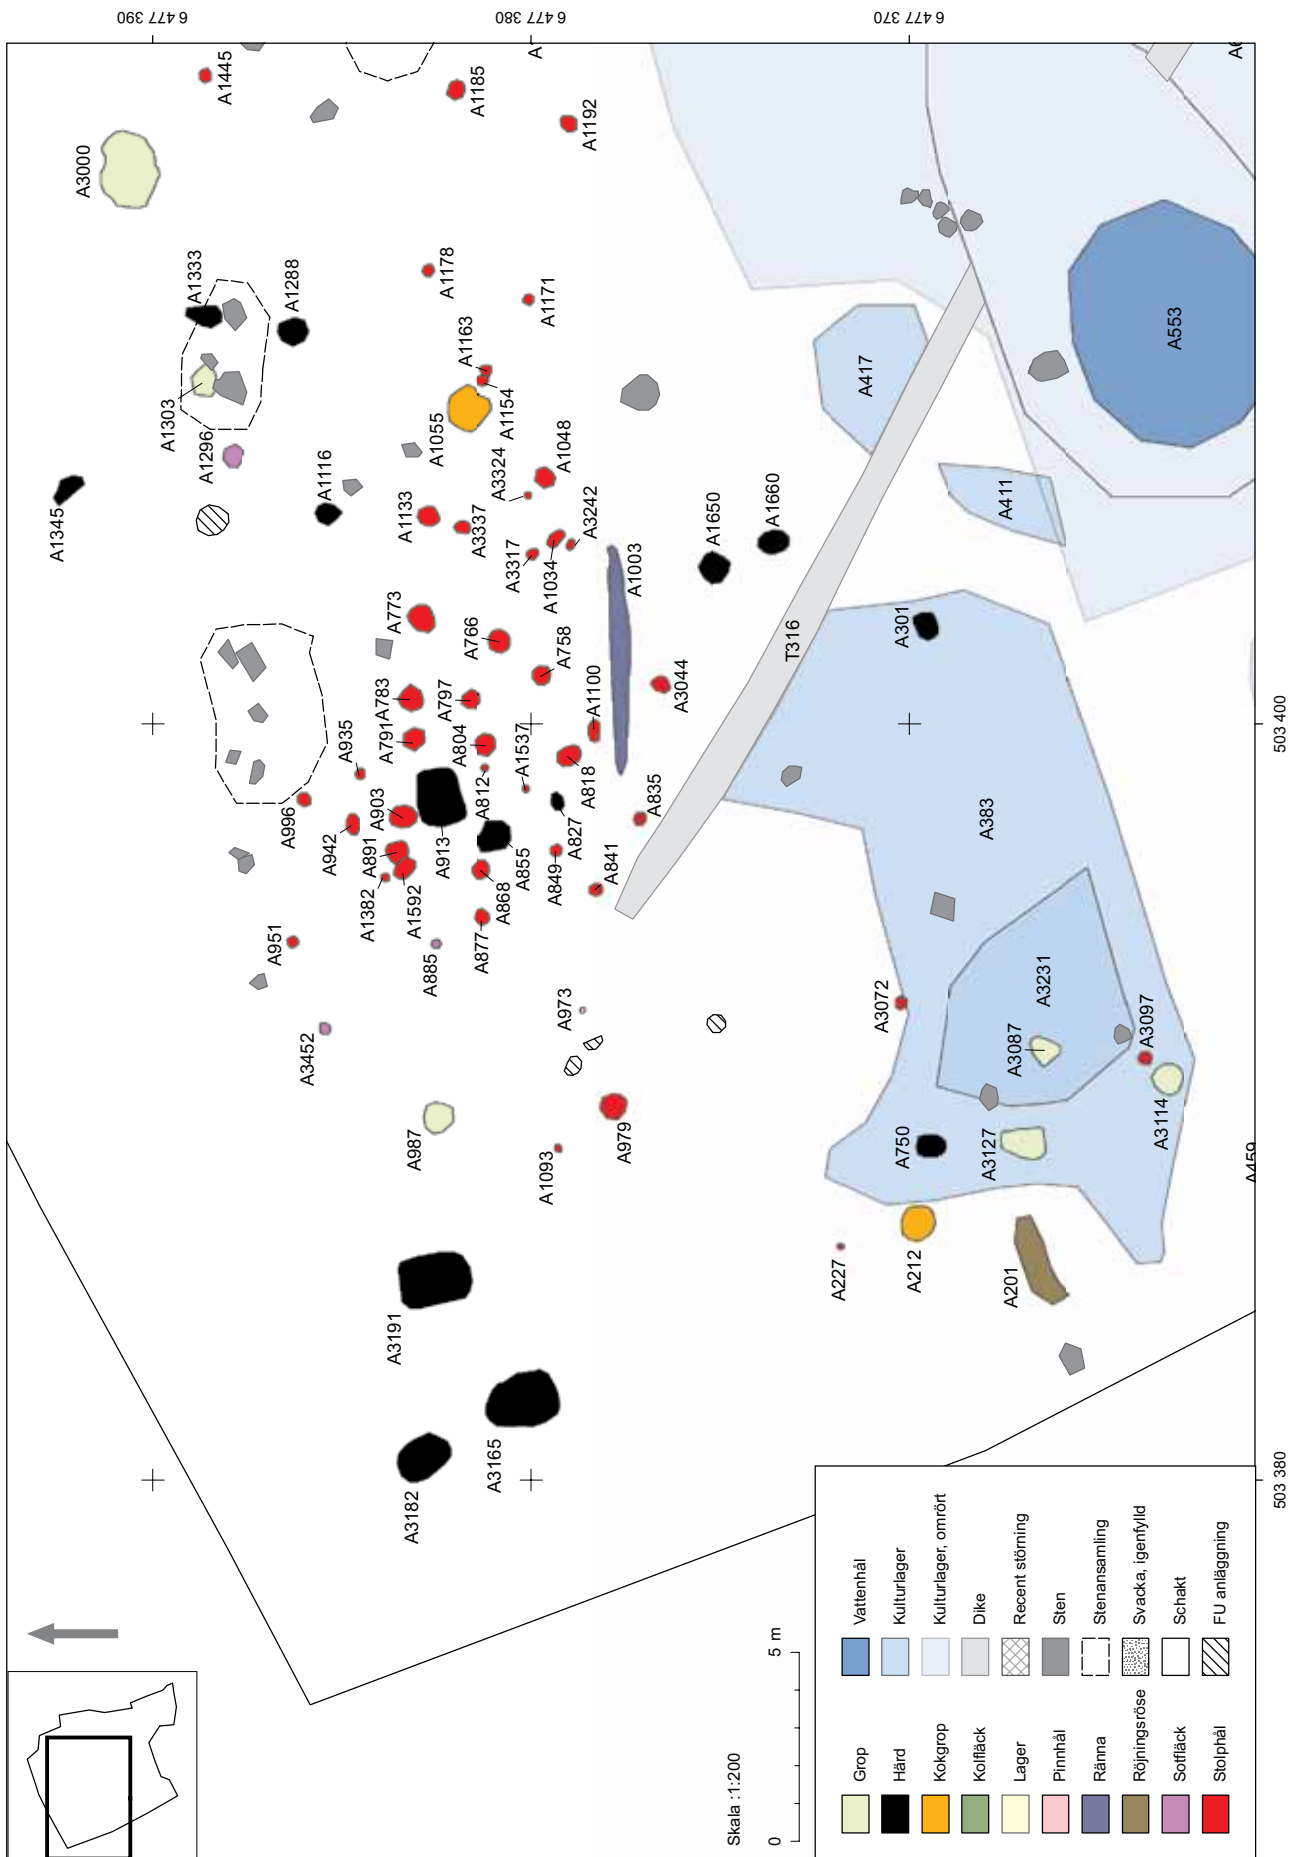 6 477 390
6 477 380
6 477 370
A1445
A1185
A1192
A3000
A1333
A1288
A1178
A1171
A1163
A1154
A1303
A1296
A1055
A1048
A3324
A417
A553
A411
A1345
A1116
A1133
A3337
A3317
A1034
A3242
A1003
A1650
A1660
A773
A766
A758
A783
A797
A791
A804
A1100
A3044
T316
A301
A935
A812
A1537
A818
A996
A942
A903
A913
A855
A827
A835
A891
A1382
A1592
A868
A849
A841
A383
A951
A885
A877
A3452
A973
A3072
A3231
A3087
A3097
A987
A1093
A979
A750
A3127
A3114
A459
A227
A212
A201
A3191
A3182
A3165
503 400
503 380
Skala :1:200
0
5 m
Grop
Härd
Kokgrop
Kolfläck
Lager
Pinnhål
Ränna
Röjningsröse
Sotfläck
Stolphål
Vattenhål
Kulturlager
Kulturlager, omrört
Dike
Recent störning
Sten
Stenansamling
Svacka, igenfylld
Schakt
FU anläggning